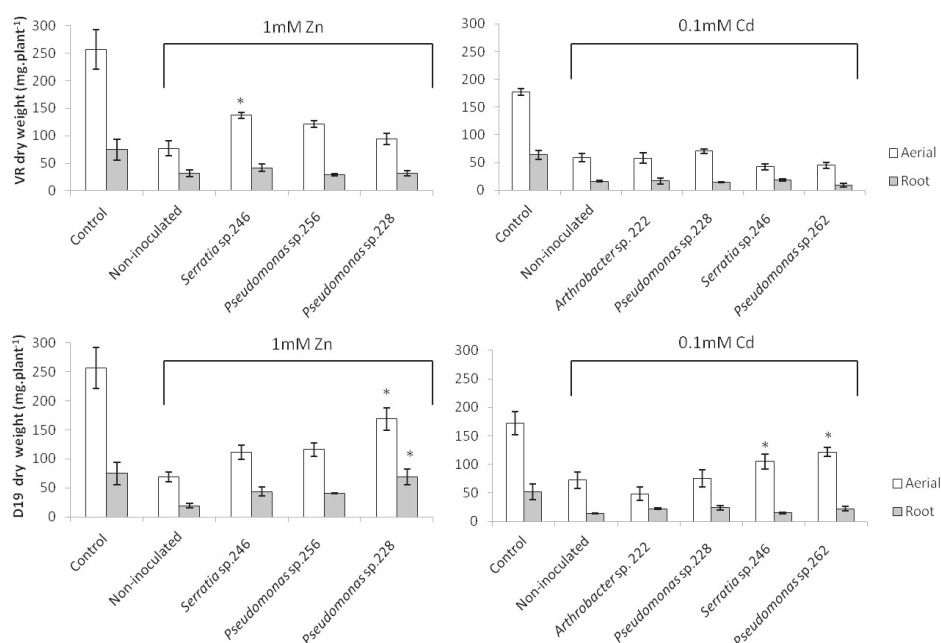 1mM Zn
VR dry weight (mg.plant-1)
300
250
200
150
100
50
0
*
Control
Non-inoculated
Serratia sp.246
Pseudomonas sp.256
Pseudomonas sp.228
0.1mM Cd
300
250
200
150
100
50
0
Control
Non-inoculated
Arthrobacter sp. 222
Pseudomonas sp.228
Serratia sp.246
Pseudomonas sp.262
Aerial
Root
1mM Zn
D19 dry weight (mg.plant-1)
300
250
200
150
100
50
0
*
*
Control
Non-inoculated
Serratia sp.246
Pseudomonas sp.256
Pseudomonas sp.228
0.1mM Cd
300
250
200
150
100
50
0
*
*
Control
Non-inoculated
Arthrobacter sp. 222
Pseudomonas sp.228
Serratia sp.246
Pseudomonas sp.262
Aerial
Root